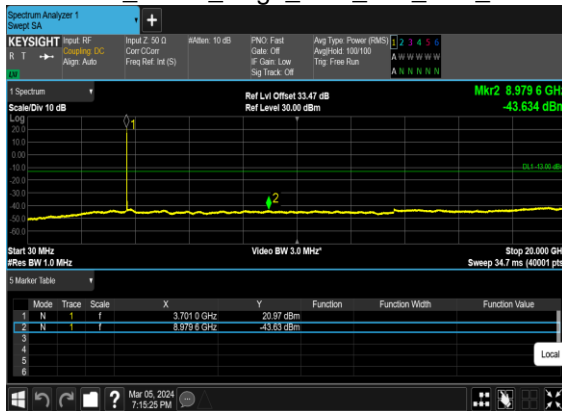 Spectrum Analyzer 1
Swept SA
+
KEYSIGHT
R T
Input: RF
Coupling: DC
Align: Auto
Input Z: 50 Ω
Corr CCorr
Freq Ref: Int (S)
#Atten: 10 dB
PNO: Fast
Gate: Off
IF Gain: Low
Sig Track: Off
Avg Type: Power (RMS)
Avg|Hold: 100/100
Trig: Free Run
1 2 3 4 5 6
A W W W W W
A N N N N N
1 Spectrum
Scale/Div 10 dB
Ref Lvl Offset 33.47 dB
Ref Level 30.00 dBm
Mkr2 8.979 6 GHz
-43.634 dBm
Log
20.0
10.0
0.00
-10.0
-20.0
-30.0
-40.0
-50.0
-60.0
1
2
DL1 -13.00 dBm
Start 30 MHz
#Res BW 1.0 MHz
Video BW 3.0 MHz*
Stop 20.000 GHz
Sweep 34.7 ms (40001 pts)
5 Marker Table
Mode Trace Scale X Y Function Function Width Function Value
1 N 1 f 3.701 0 GHz 20.97 dBm
2 N 1 f 8.979 6 GHz -43.63 dBm
3
4
5
6
Local
?
Mar 05, 2024
7:15:25 PM